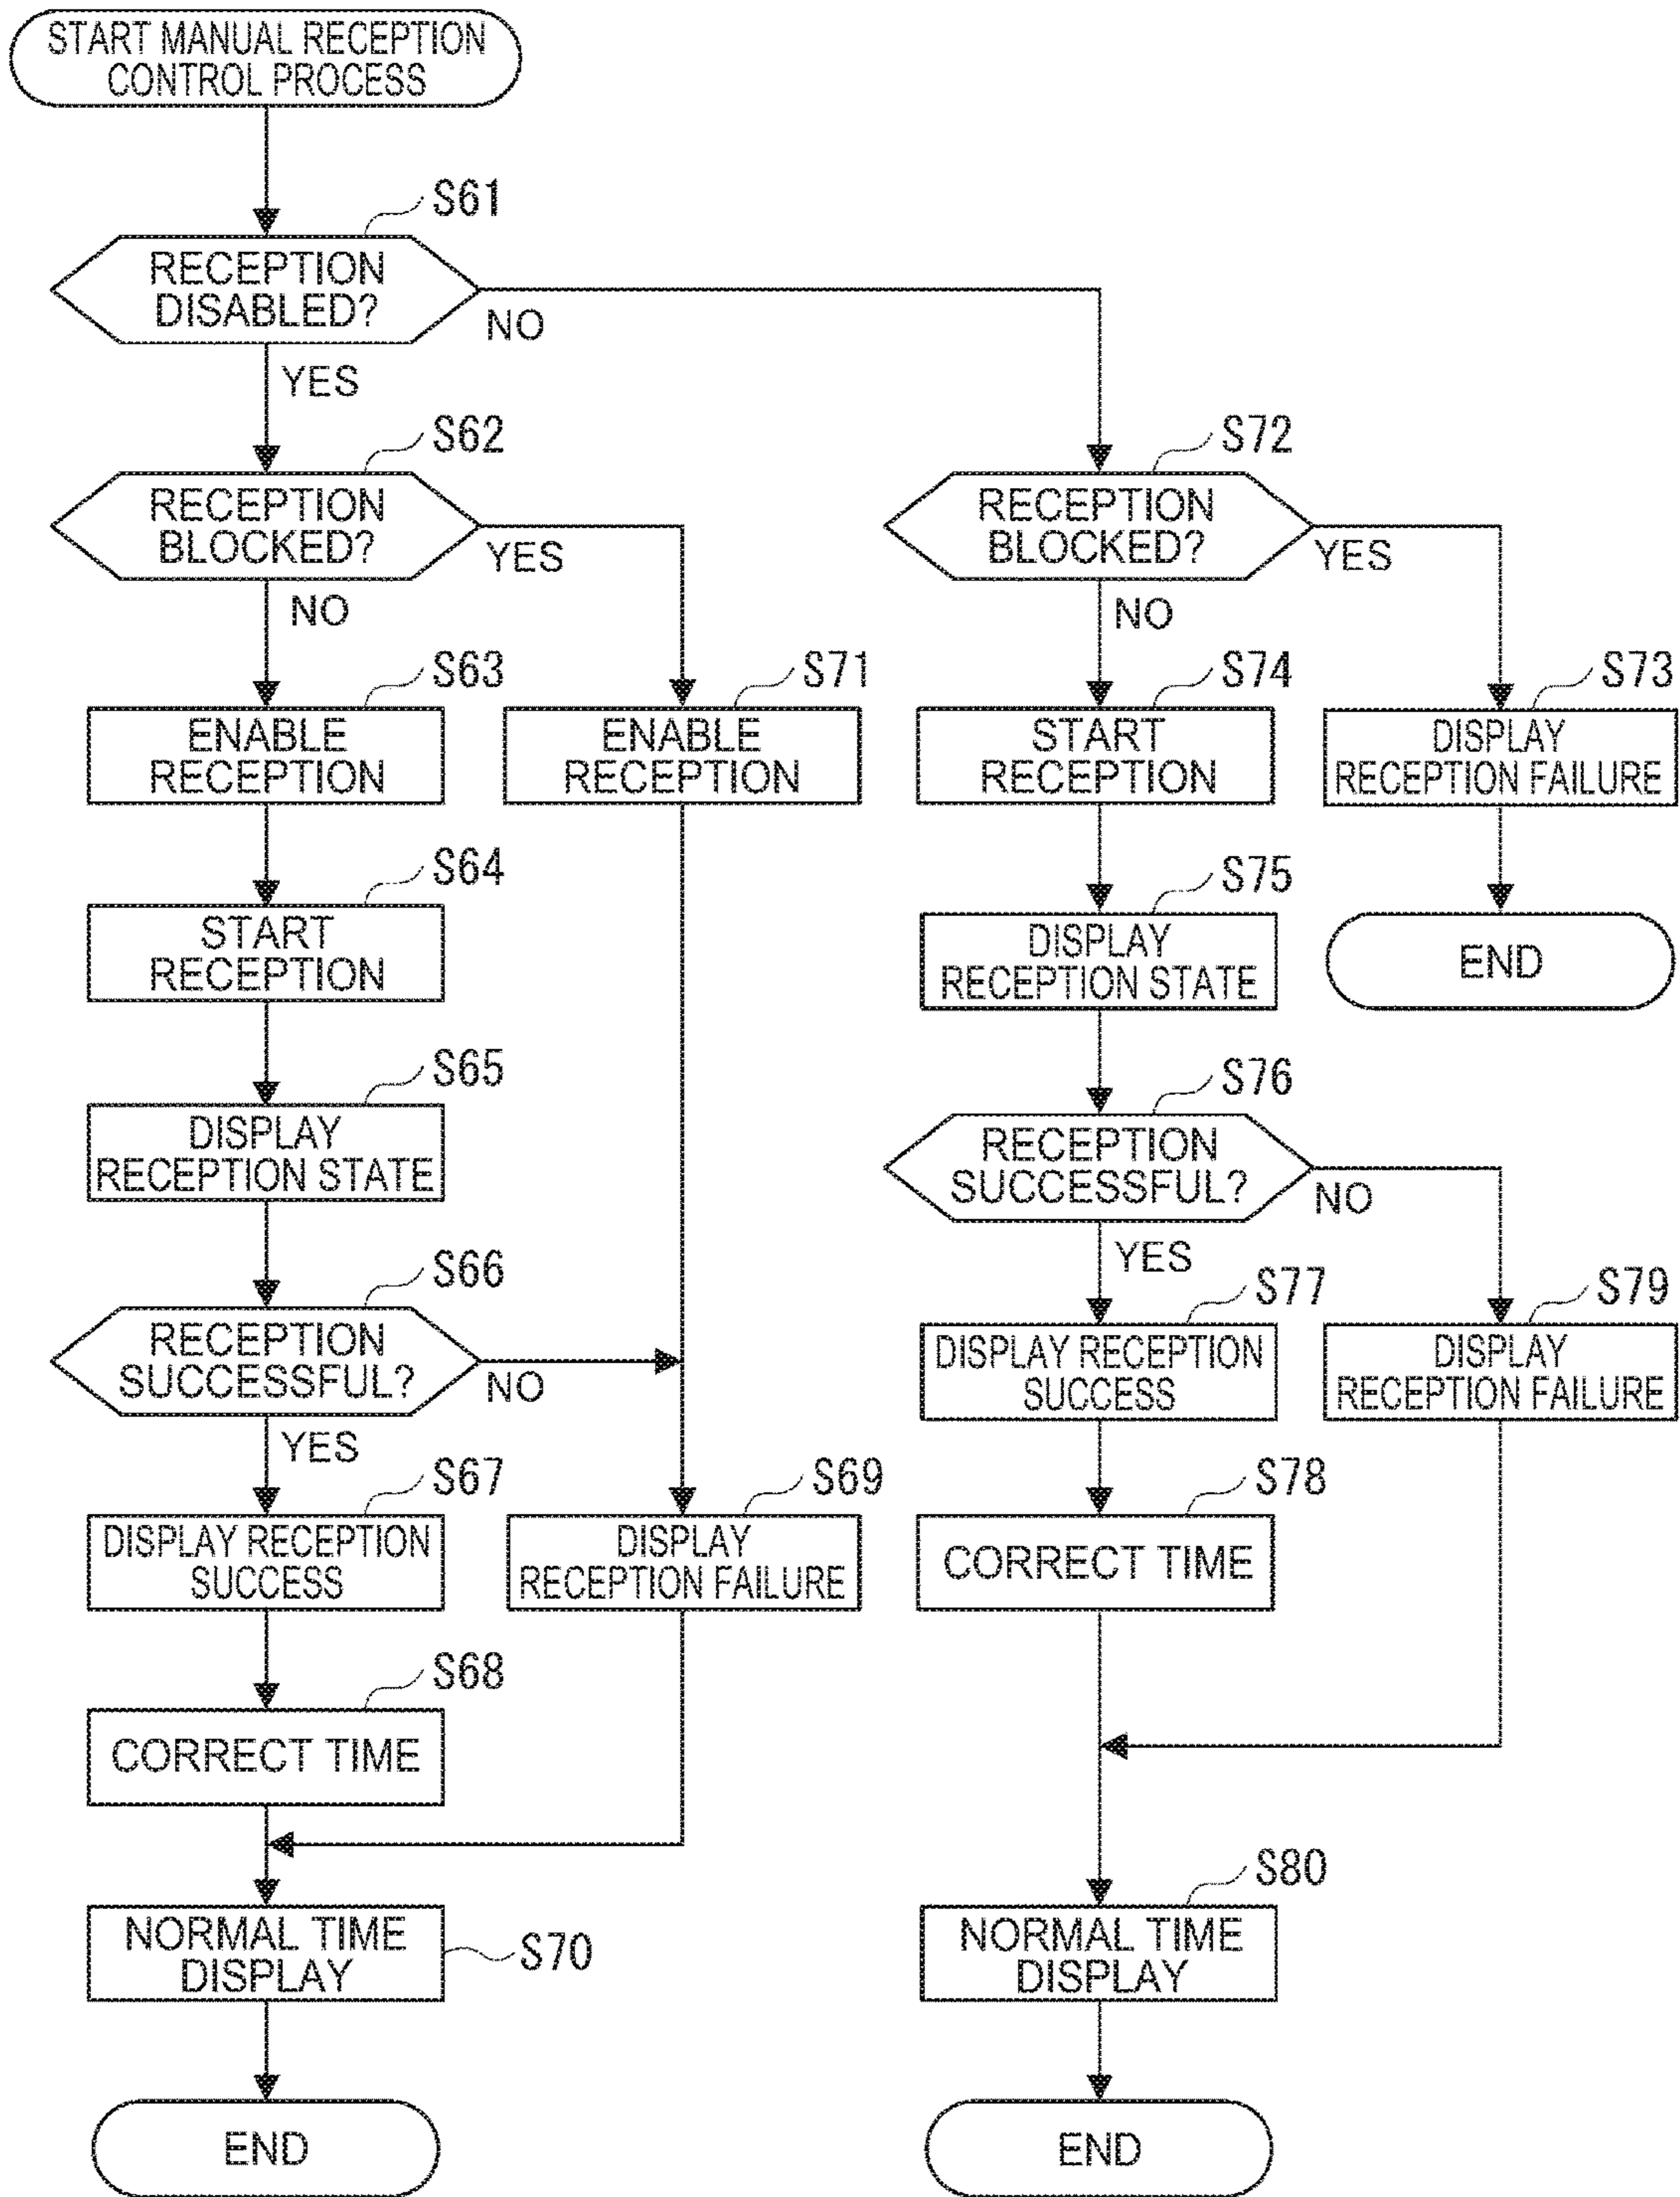 START MANUAL RECEPTION
CONTROL PROCESS
S61
RECEPTION
DISABLED?
NO
YES
S62
RECEPTION
BLOCKED?
YES
NO
S72
RECEPTION
BLOCKED?
YES
NO
S63
ENABLE
RECEPTION
S71
ENABLE
RECEPTION
S74
START
RECEPTION
S73
DISPLAY
RECEPTION FAILURE
S64
START
RECEPTION
S75
DISPLAY
RECEPTION STATE
END
S65
DISPLAY
RECEPTION STATE
S76
RECEPTION
SUCCESSFUL?
NO
YES
S66
RECEPTION
SUCCESSFUL?
NO
YES
S77
DISPLAY RECEPTION
SUCCESS
S79
DISPLAY
RECEPTION FAILURE
S67
DISPLAY RECEPTION
SUCCESS
S69
DISPLAY
RECEPTION FAILURE
S78
CORRECT TIME
S68
CORRECT TIME
S70
NORMAL TIME
DISPLAY
S80
NORMAL TIME
DISPLAY
END
END